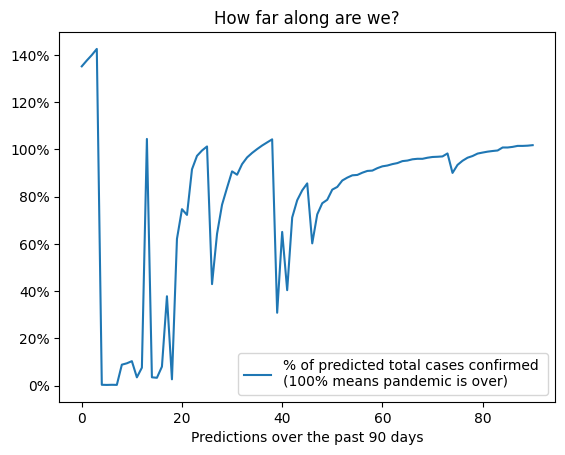 How far along are we?
140%
120%
100%
80%
60%
40%
20%
0%
% of predicted total cases confirmed
(100% means pandemic is over)
0 20 40 60 80
Predictions over the past 90 days